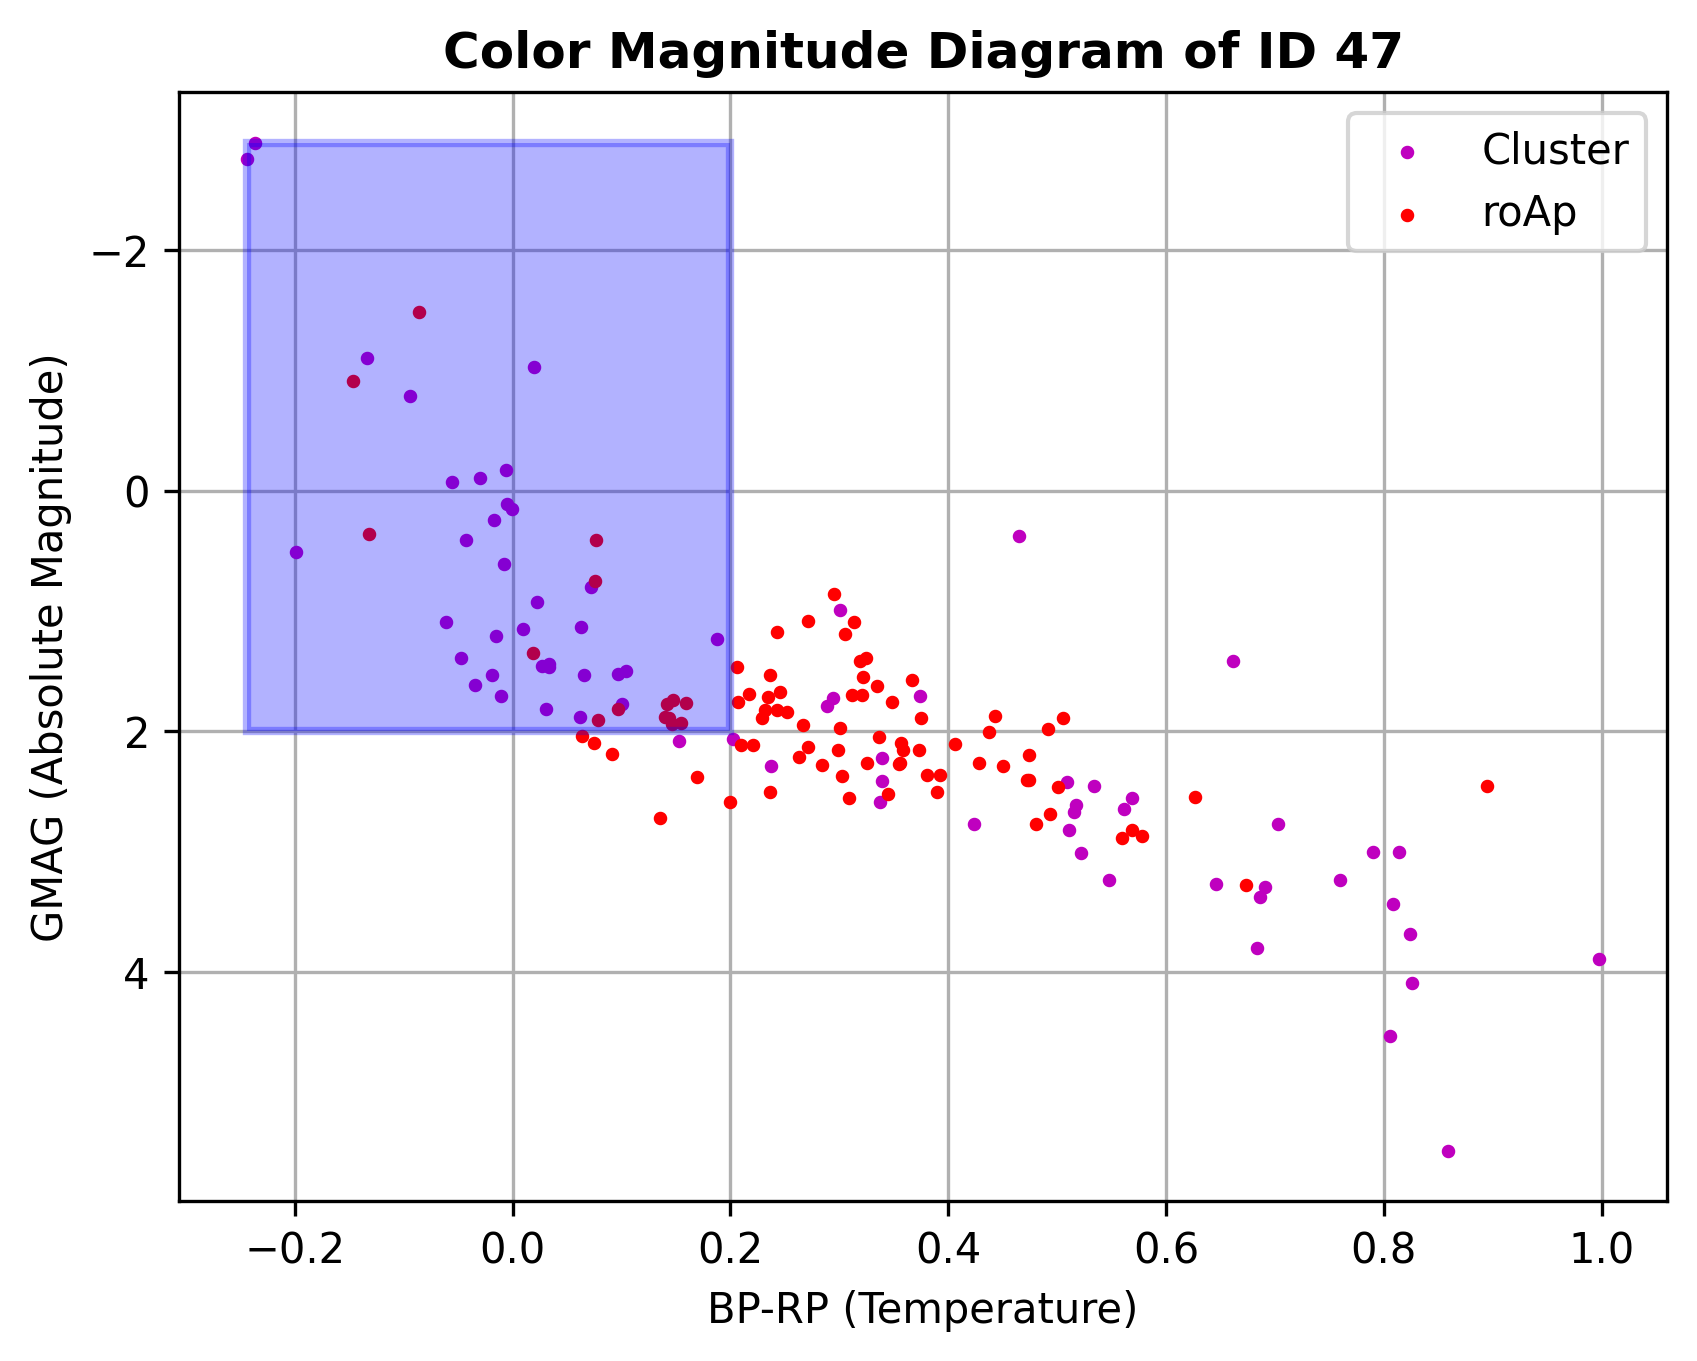 Color Magnitude Diagram of ID 47
Cluster
roAp
GMAG (Absolute Magnitude)
−2
0
2
4
−0.2 0.0 0.2 0.4 0.6 0.8 1.0
BP-RP (Temperature)